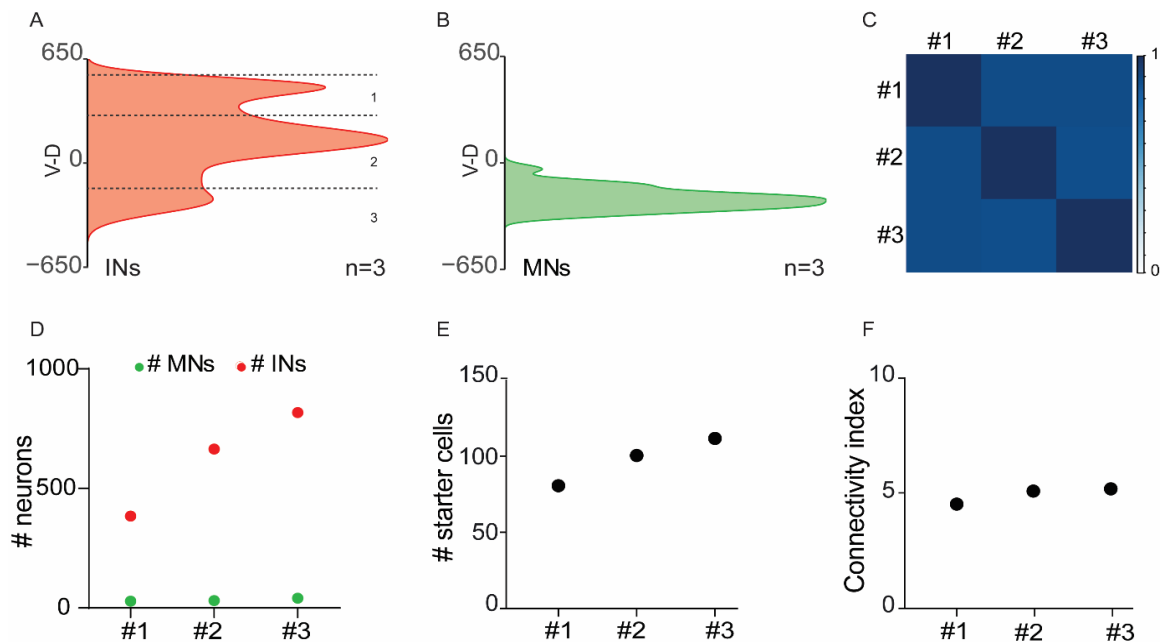 A
650
V-D
0
−650
1
2
3
INs
n=3
B
650
V-D
0
−650
MNs
n=3
C
#1 #2 #3
#1
#2
#3
1
0
D
# MNs # INs
# neurons
1000
500
0
#1 #2 #3
E
# starter cells
150
100
50
0
#1 #2 #3
F
Connectivity index
10
5
0
#1 #2 #3